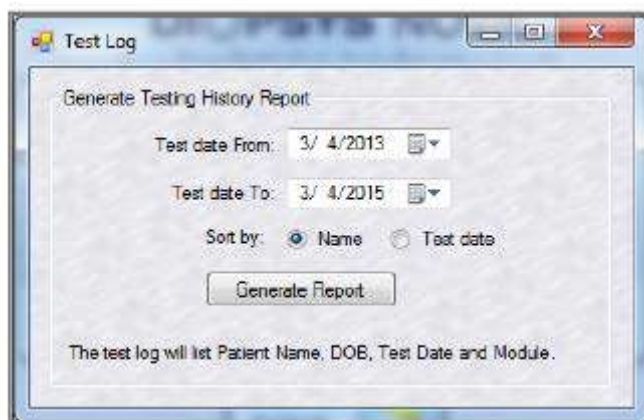 Test Log
Generate Testing History Report
Test date From: 3/ 4/2013
Test date To: 3/ 4/2015
Sort by: Name Test date
Generate Report
The test log will list Patient Name, DOB, Test Date and Module.